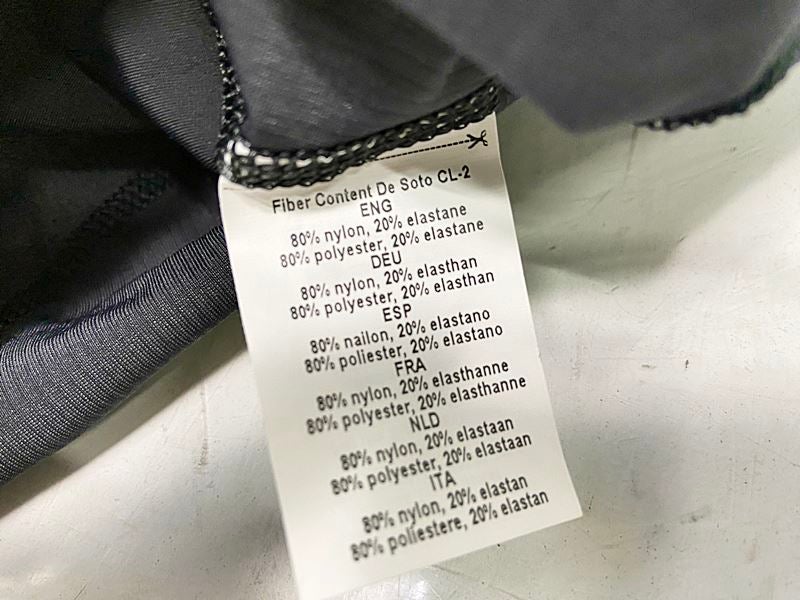 Fiber Content De Soto CL-2
ENG
80% nylon, 20% elastane
80% polyester, 20% elastane
DEU
80% nylon, 20% elasthan
80% polyester, 20% elasthan
ESP
80% nailon, 20% elastano
80% poliester, 20% elastano
FRA
80% nylon, 20% elasthanne
80% polyester, 20% elasthanne
NLD
80% nylon, 20% elastaan
80% polyester, 20% elastaan
ITA
80% nylon, 20% elastan
80% poliestere, 20% elastan